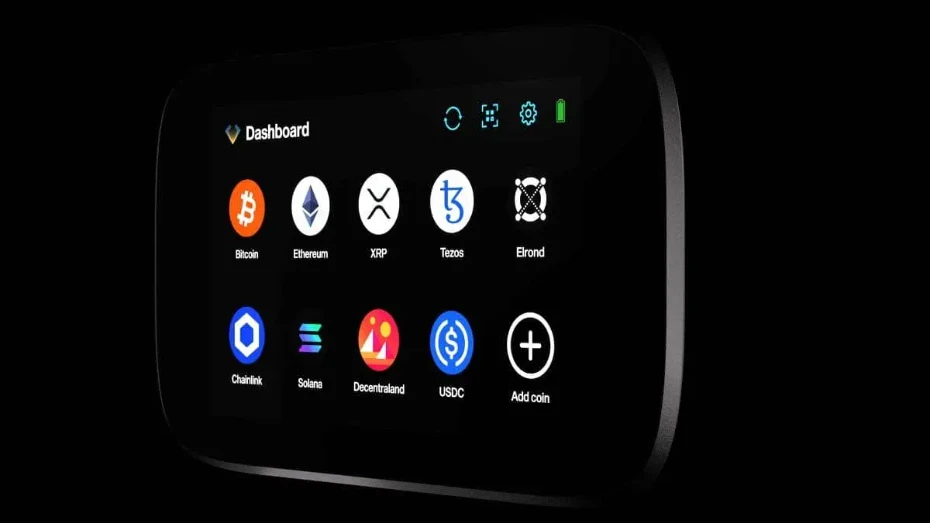 Dashboard
Bitcoin Ethereum XRP Tezos Elrond
Chainlink Solana Decentraland USDC Add coin